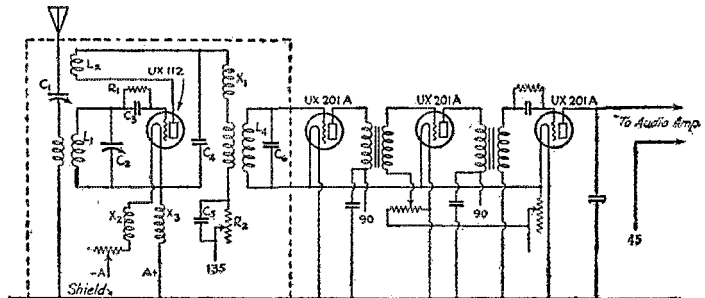 L2
UX 112
X1
C1
R1
C3
UX 201A
UX 201A
UX 201A
L1
C2
C4
L4
C6
"To Audio Amp.
X2
X3
C5
R2
90
90
45
-A
A+
135
Shield